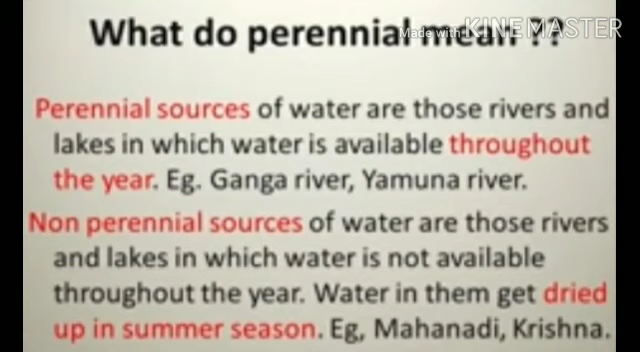 What do perennial mean ??
Made with KINEMASTER
Perennial sources of water are those rivers and
lakes in which water is available throughout
the year. Eg. Ganga river, Yamuna river.
Non perennial sources of water are those rivers
and lakes in which water is not available
throughout the year. Water in them get dried
up in summer season. Eg, Mahanadi, Krishna.